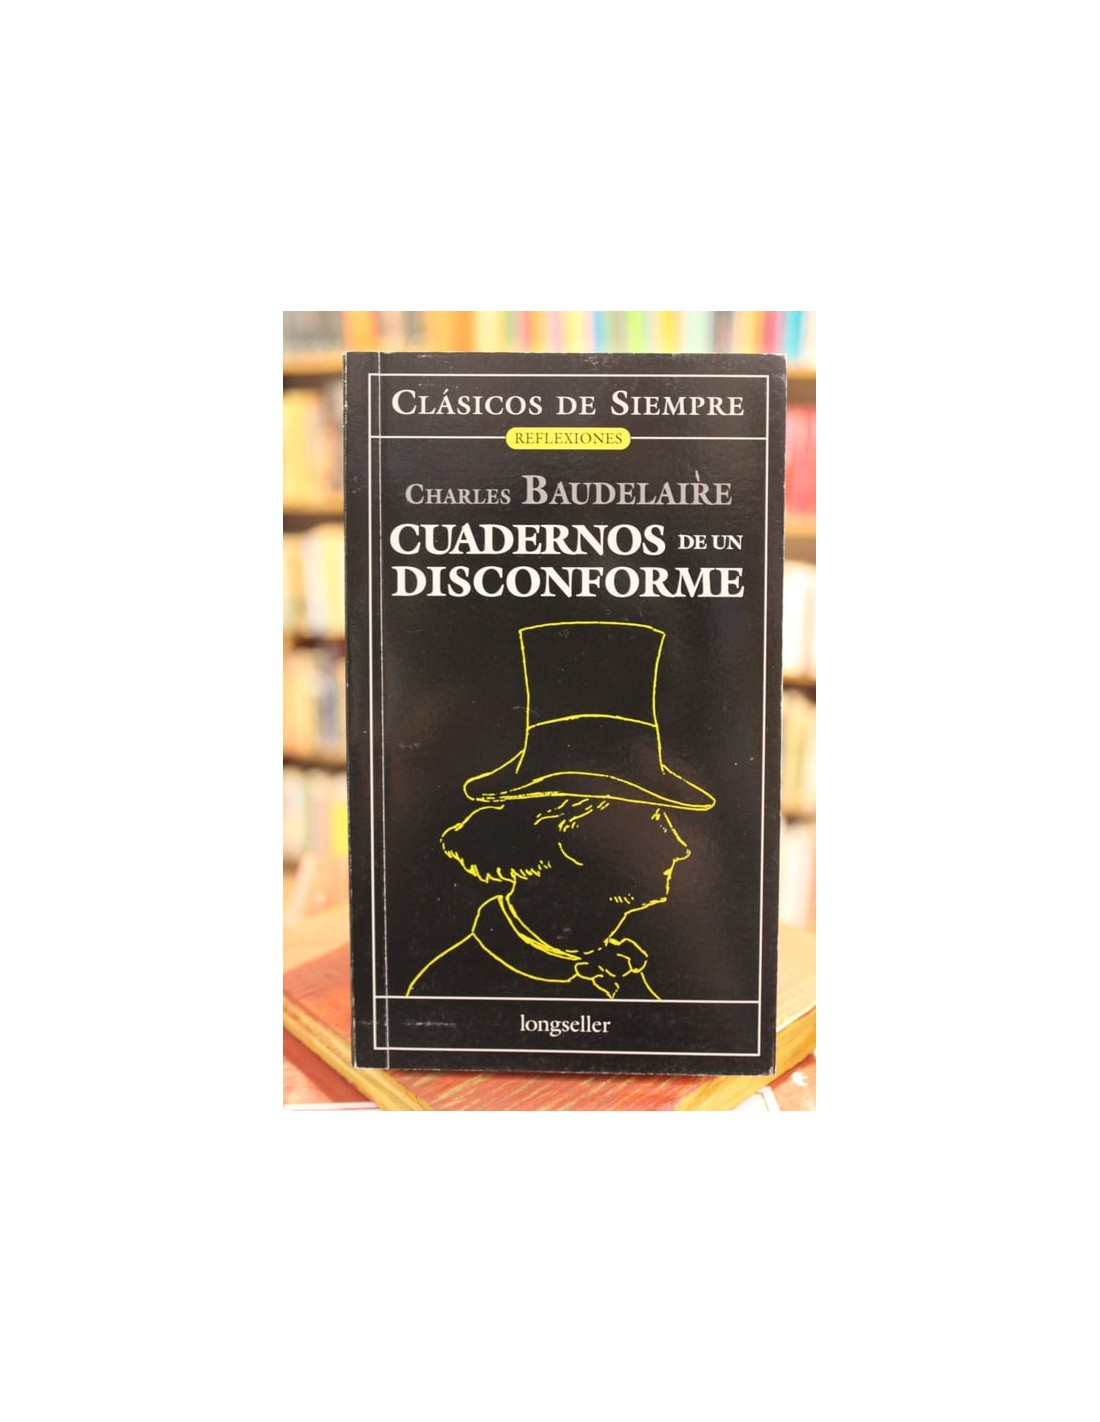 CLÁSICOS DE SIEMPRE
REFLEXIONES
CHARLES BAUDELAIRE
CUADERNOS DE UN
DISCONFORME
longseller